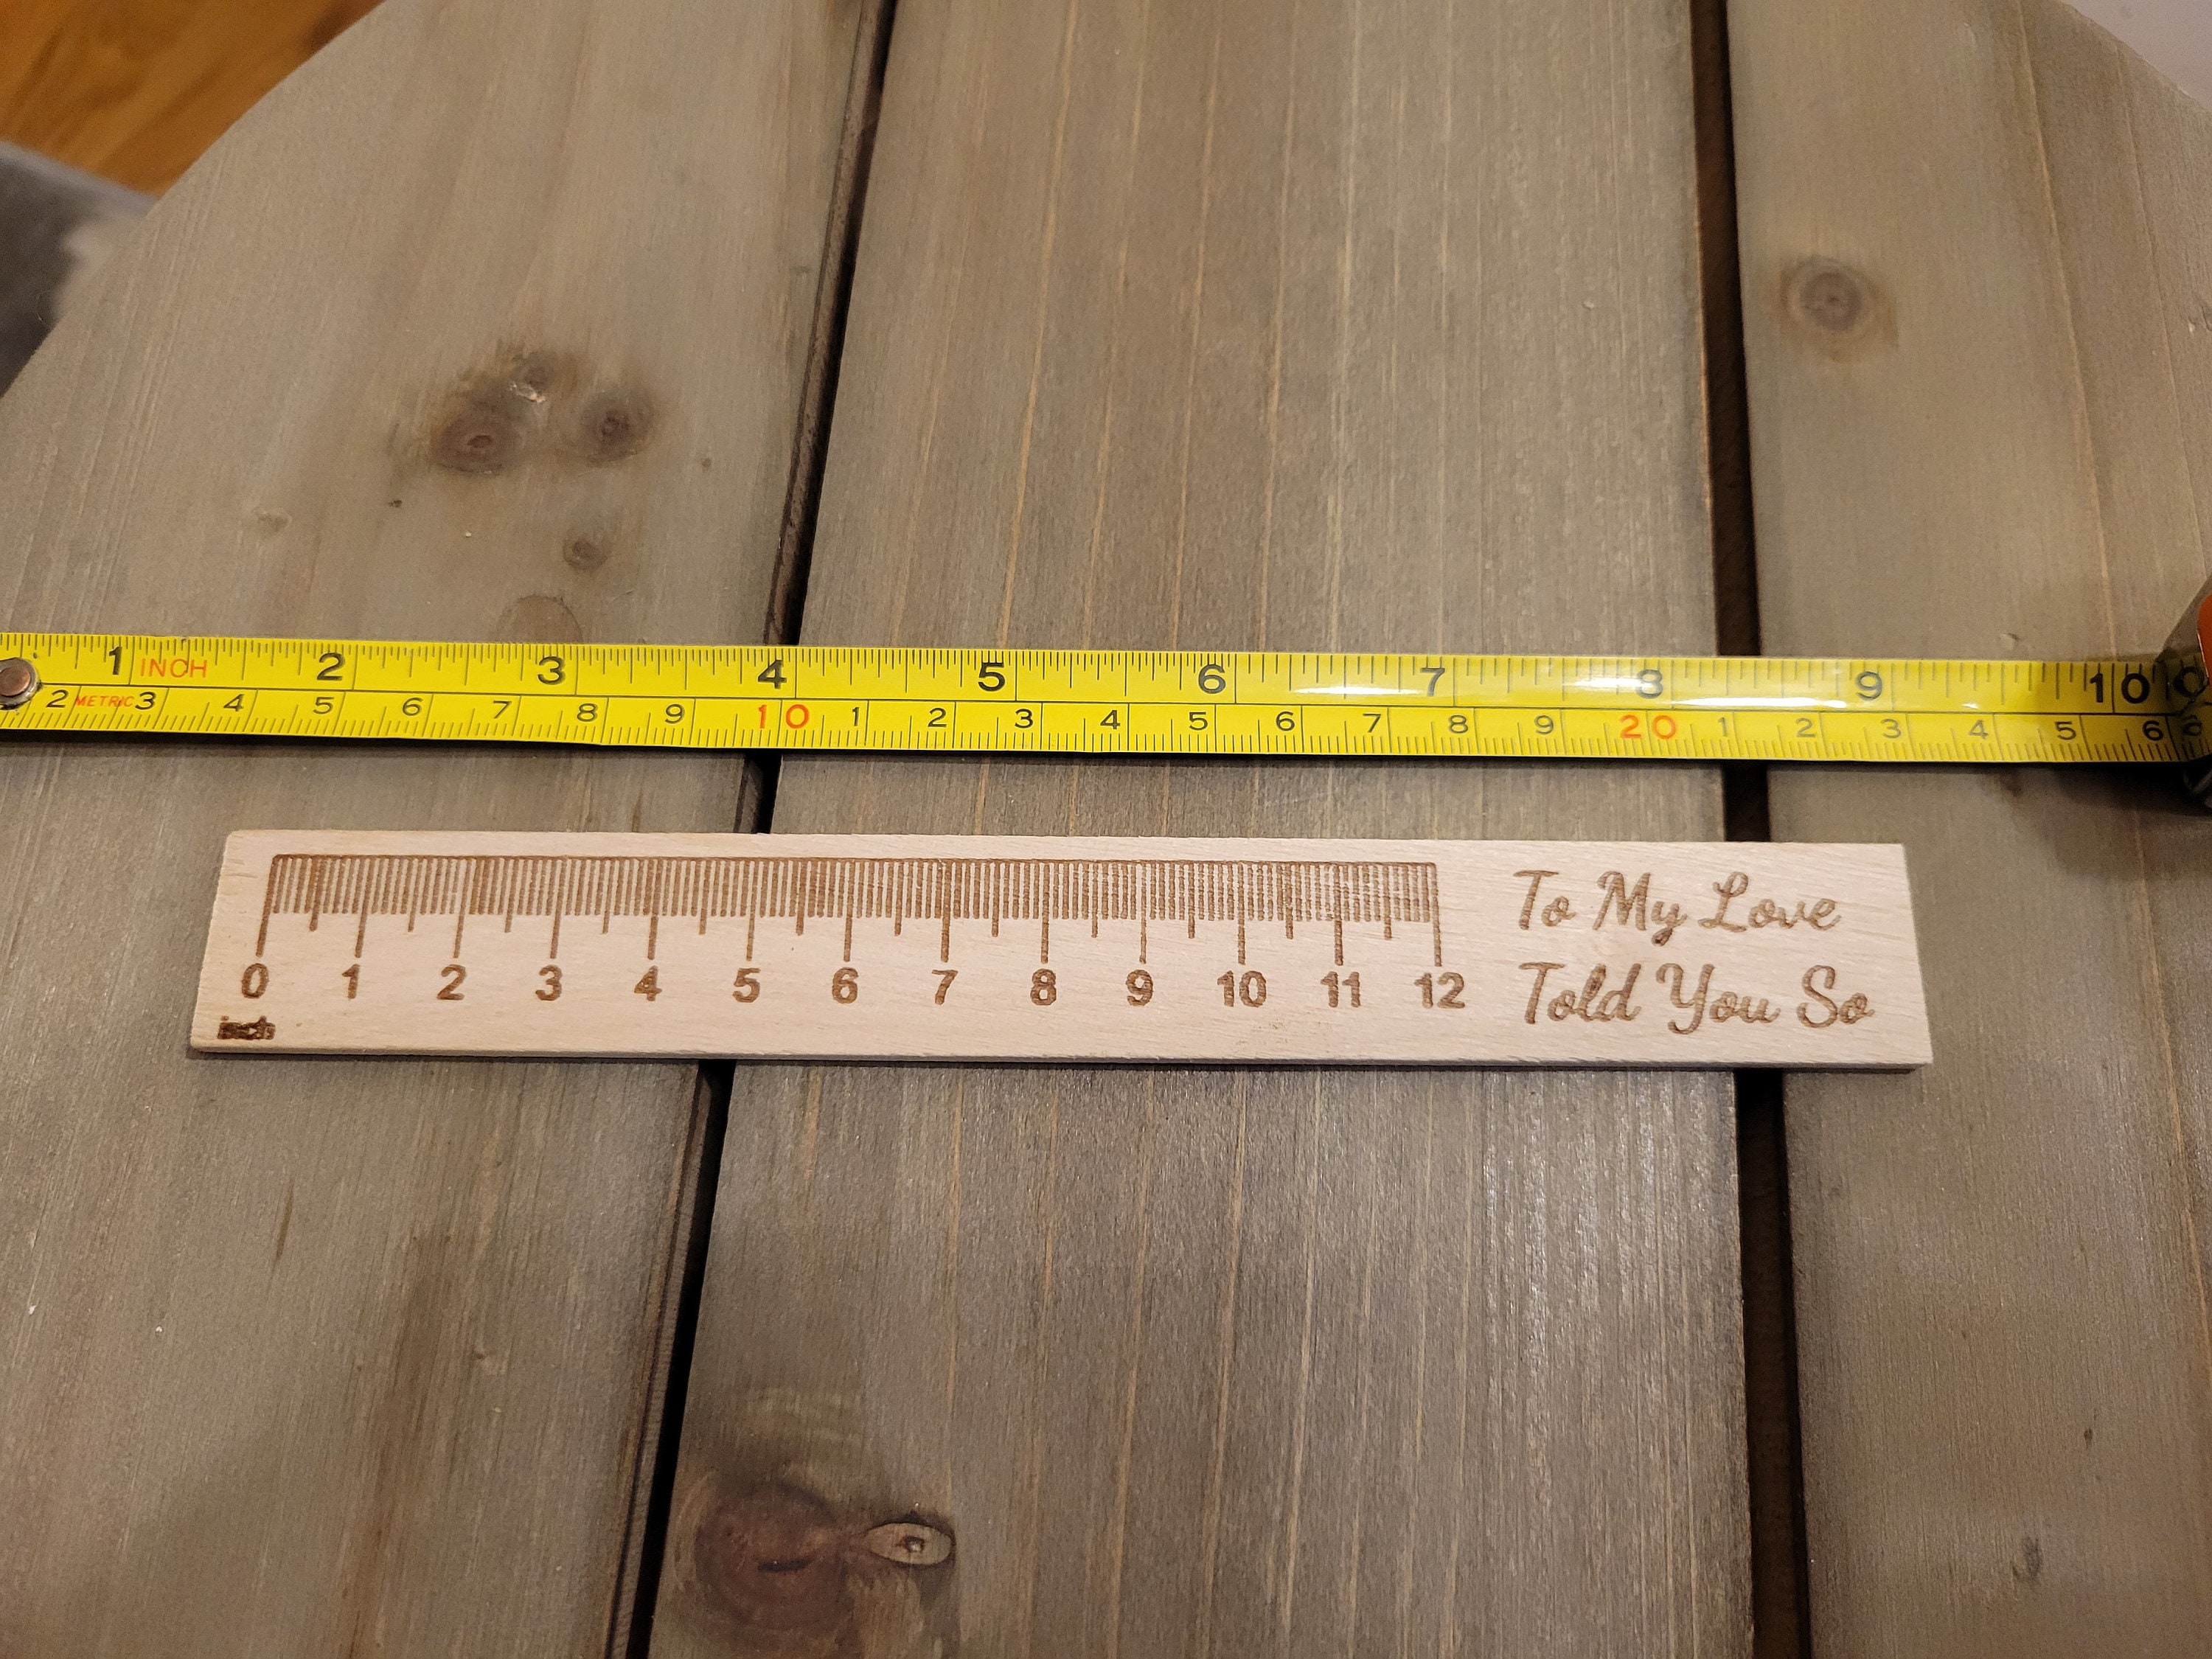 1 INCH 2 3 4 5 6 7 8 9 10
2 METRIC 3 4 5 6 7 8 9 10 1 2 3 4 5 6 7 8 9 20 1 2 3 4 5 6
To My Love
0 1 2 3 4 5 6 7 8 9 10 11 12
Told You So
inch